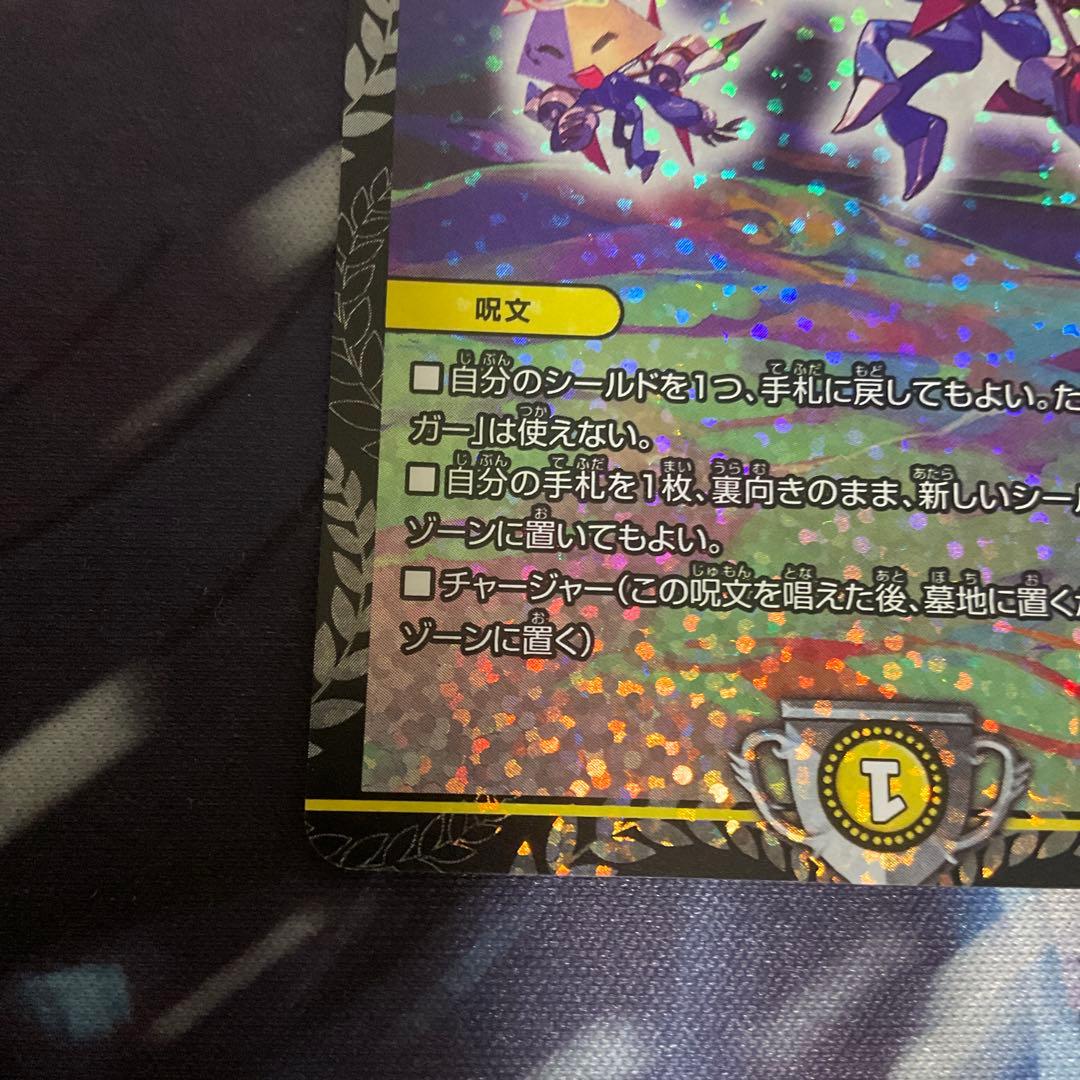 呪文
■自分のシールドを1つ、手札に戻してもよい。た
ガー」は使えない。
■自分の手札を1枚、裏向きのまま、新しいシー
ゾーンに置いてもよい。
■チャージャー(この呪文を唱えた後、墓地に置く
ゾーンに置く)
1